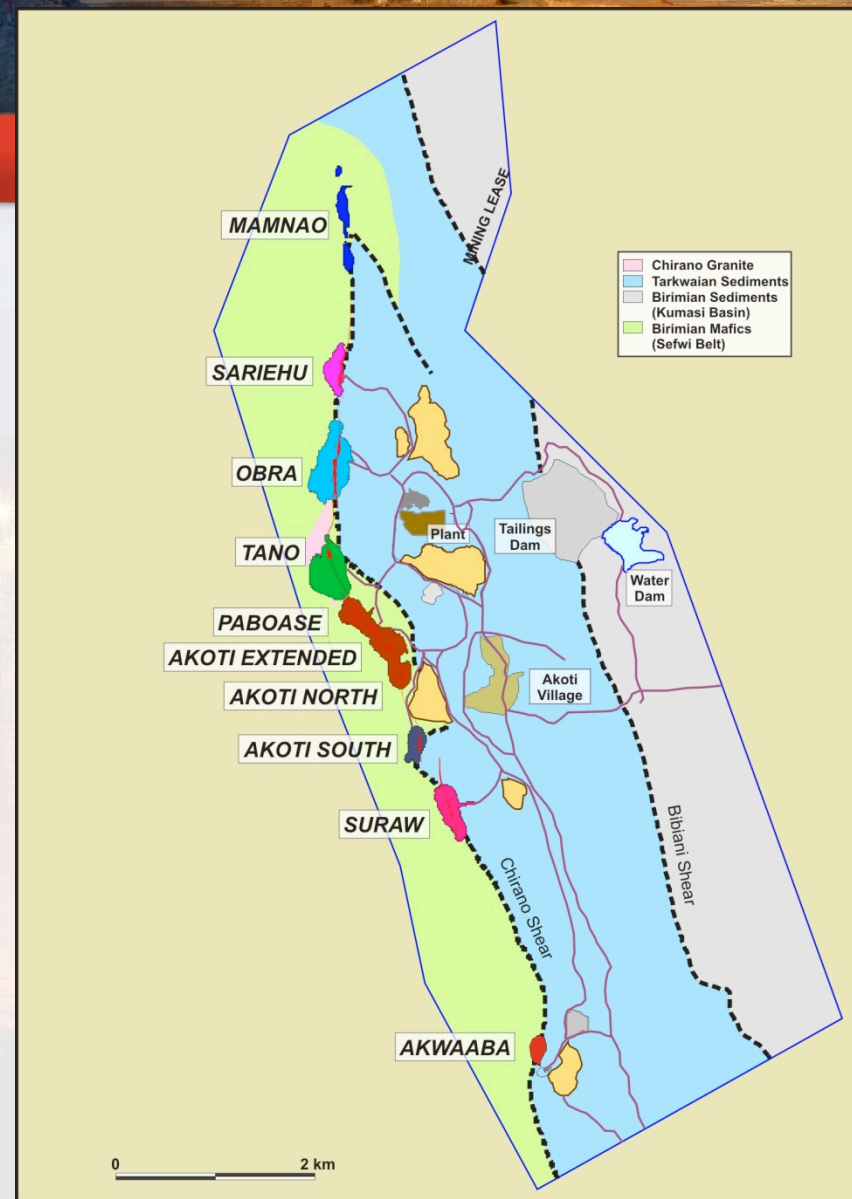 MINING LEASE
MAMNAO
Chirano Granite
Tarkwaian Sediments
Birimian Sediments
(Kumasi Basin)
Birimian Mafics
(Sefwi Belt)
SARIEHU
OBRA
Plant
Tailings
Dam
TANO
Water
Dam
PABOASE
AKOTI EXTENDED
Akoti
Village
AKOTI NORTH
AKOTI SOUTH
SURAW
Bibiani Shear
Chirano Shear
AKWAABA
0
2 km